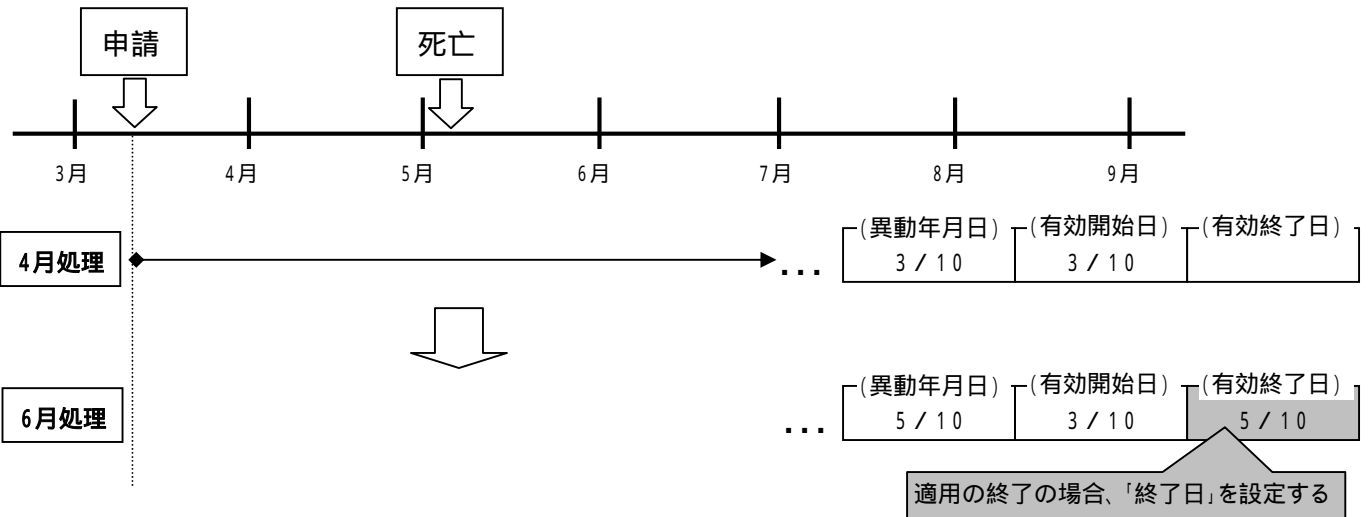 申請
死亡
3月
4月
5月
6月
7月
8月
9月
4月処理
...
(異動年月日)
(有効開始日)
(有効終了日)
3/10
3/10
6月処理
...
(異動年月日)
(有効開始日)
(有効終了日)
5/10
3/10
5/10
適用の終了の場合、「終了日」を設定する